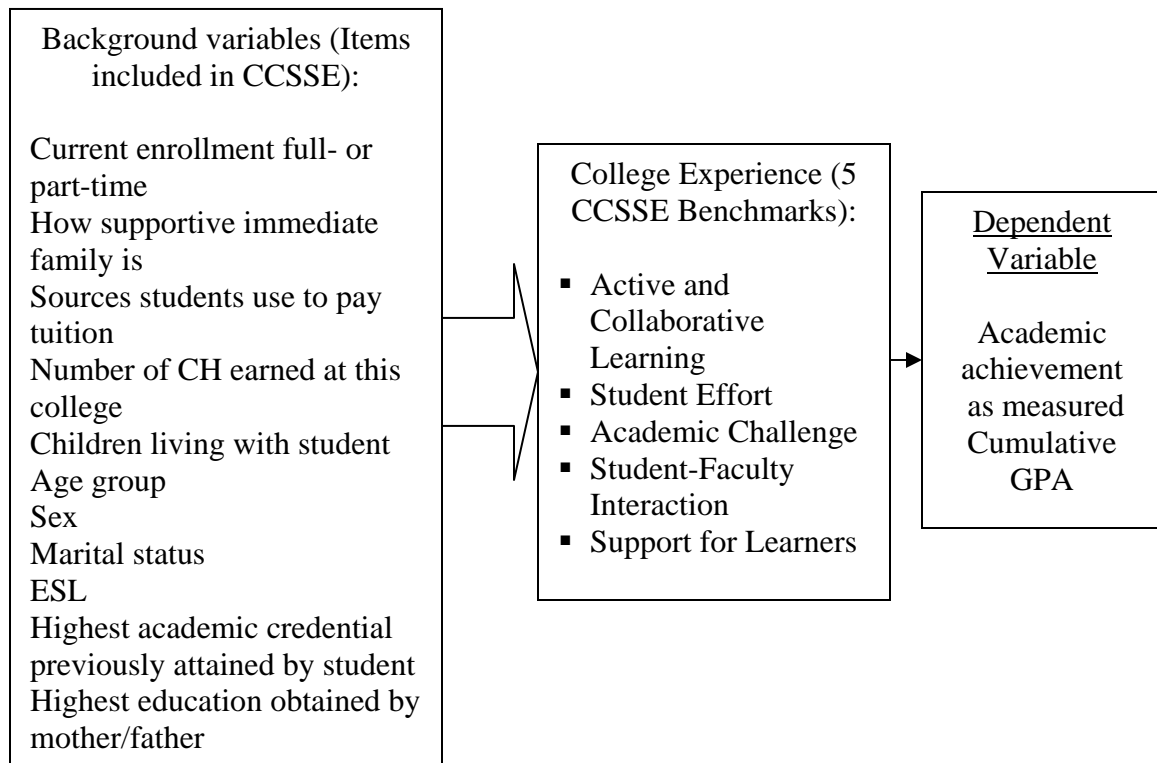 Background variables (Items
included in CCSSE):
Current enrollment full- or
part-time
How supportive immediate
family is
Sources students use to pay
tuition
Number of CH earned at this
college
Children living with student
Age group
Sex
Marital status
ESL
Highest academic credential
previously attained by student
Highest education obtained by
mother/father
College Experience (5
CCSSE Benchmarks):
▪ Active and
Collaborative
Learning
▪ Student Effort
▪ Academic Challenge
▪ Student-Faculty
Interaction
▪ Support for Learners
Dependent
Variable
Academic
achievement
as measured
Cumulative
GPA